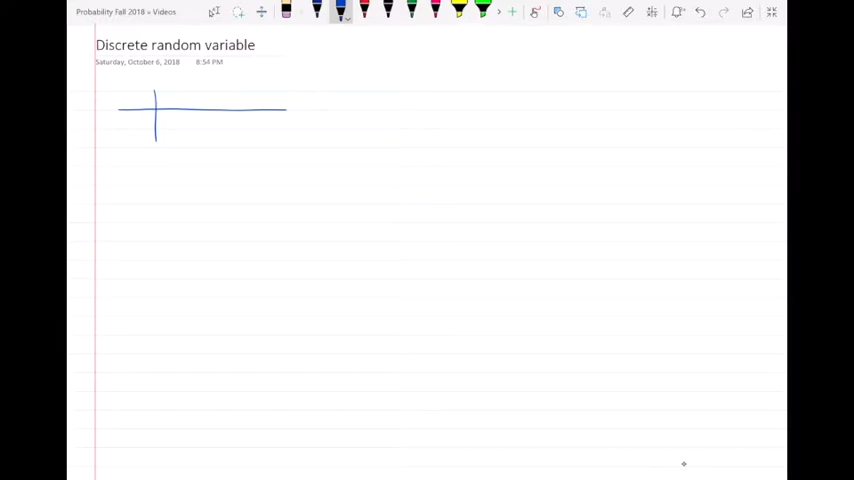 Probability Fall 2018 » Videos
Discrete random variable
Saturday, October 6, 2018 8:54 PM